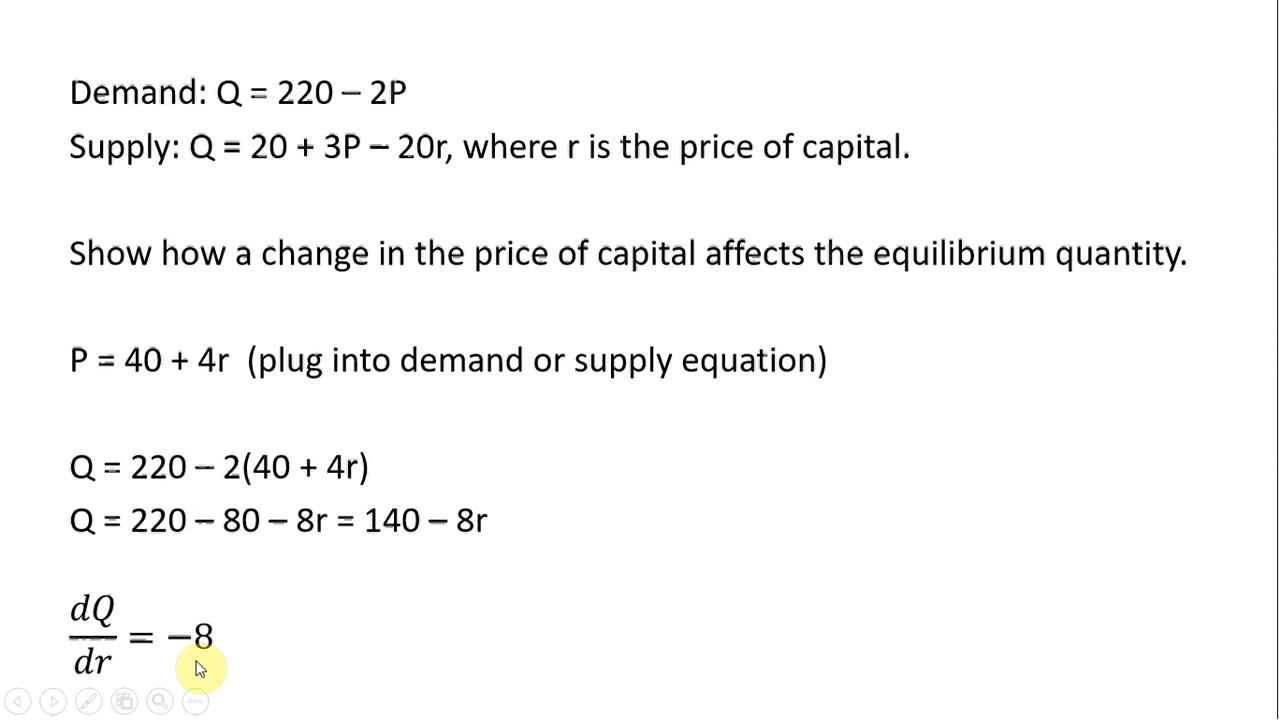 Demand: Q = 220 – 2P
Supply: Q = 20 + 3P – 20r, where r is the price of capital.
Show how a change in the price of capital affects the equilibrium quantity.
P = 40 + 4r (plug into demand or supply equation)
Q = 220 – 2(40 + 4r)
Q = 220 – 80 – 8r = 140 – 8r
dQ/dr = −8